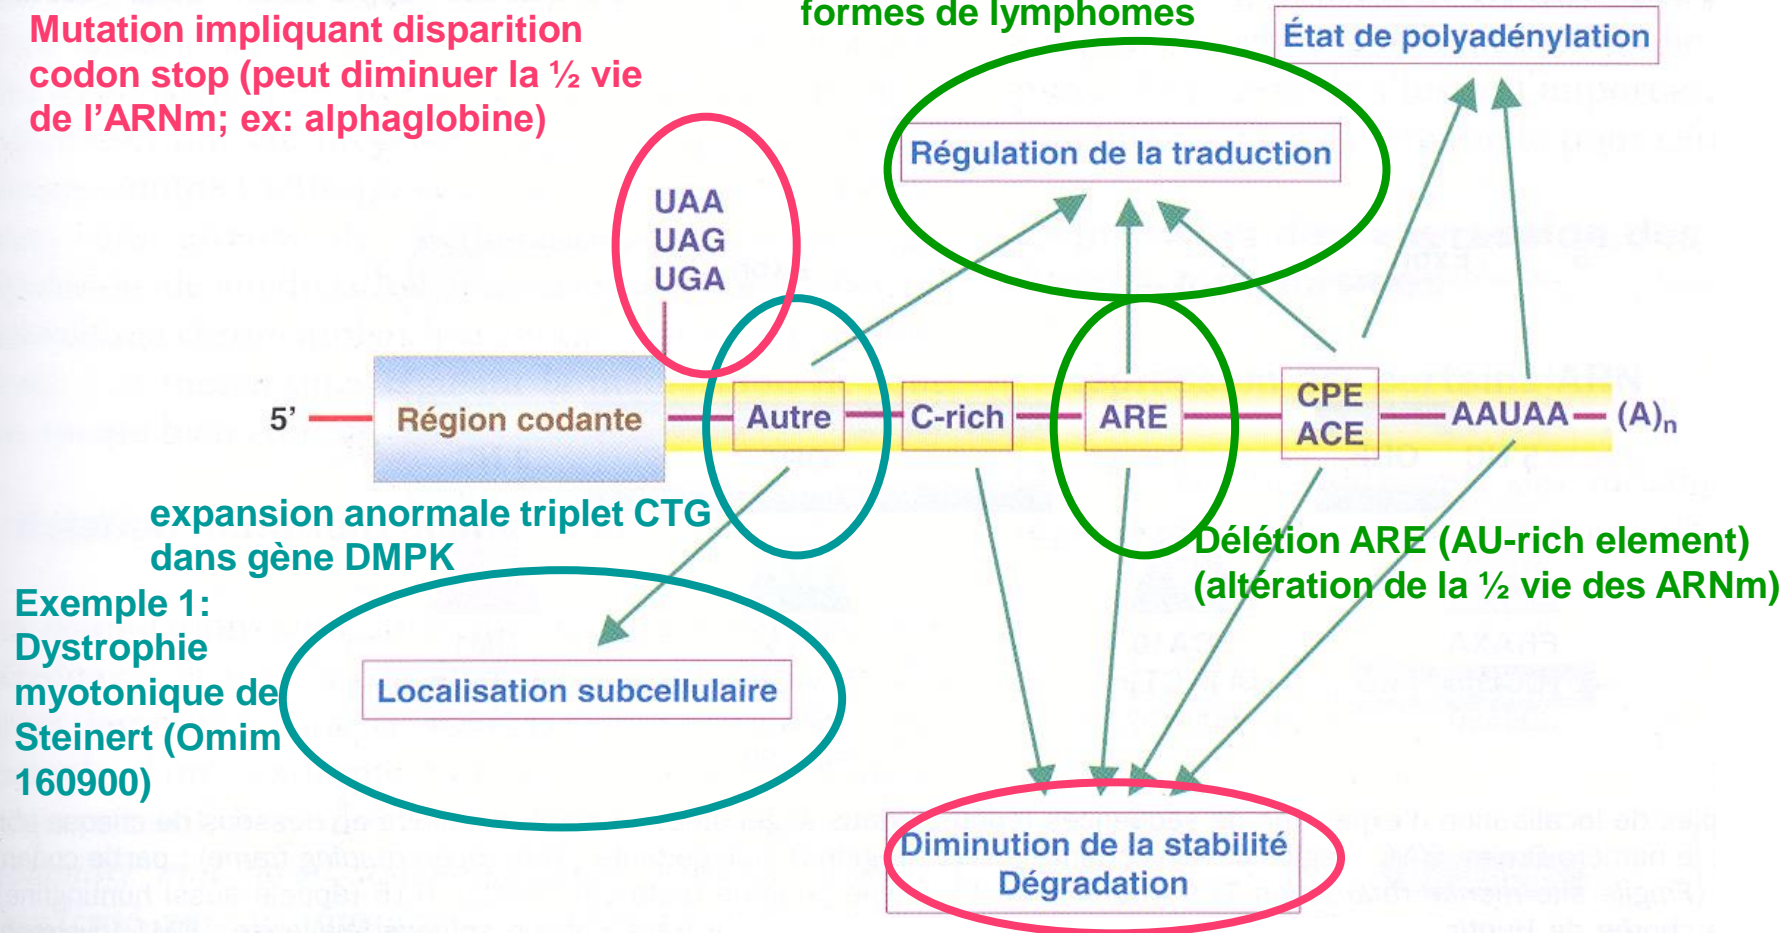 formes de lymphomes
Mutation impliquant disparition
codon stop (peut diminuer la ½ vie
de l'ARNm; ex: alphaglobine)
État de polyadénylation
Régulation de la traduction
UAA
UAG
UGA
5'
Région codante
Autre
C-rich
ARE
CPE
ACE
AAUAA
(A)n
expansion anormale triplet CTG
dans gène DMPK
Délétion ARE (AU-rich element)
(altération de la ½ vie des ARNm)
Exemple 1:
Dystrophie
myotonique de
Steinert (Omim
160900)
Localisation subcellulaire
Diminution de la stabilité
Dégradation